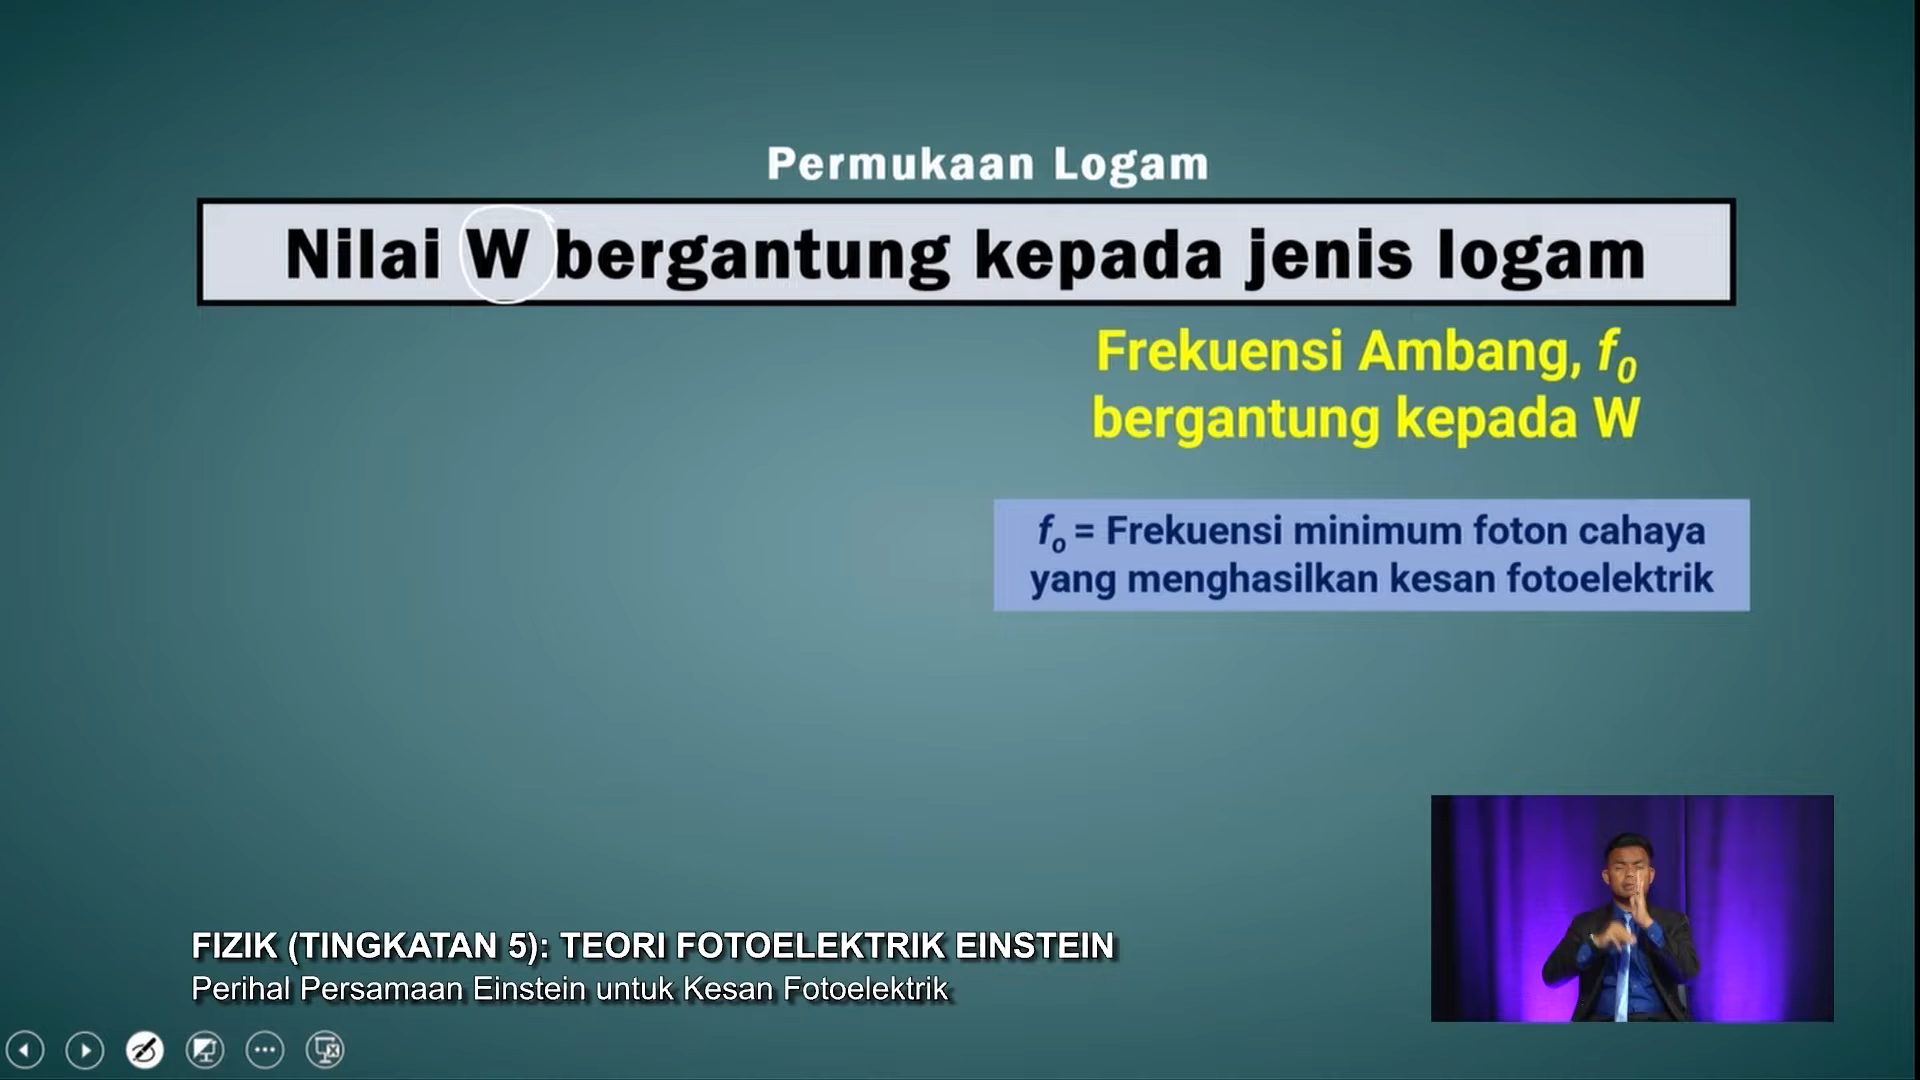 Permukaan Logam
Nilai W bergantung kepada jenis logam
Frekuensi Ambang, f₀
bergantung kepada W
fₒ = Frekuensi minimum foton cahaya
yang menghasilkan kesan fotoelektrik
FIZIK (TINGKATAN 5): TEORI FOTOELEKTRIK EINSTEIN
Perihal Persamaan Einstein untuk Kesan Fotoelektrik